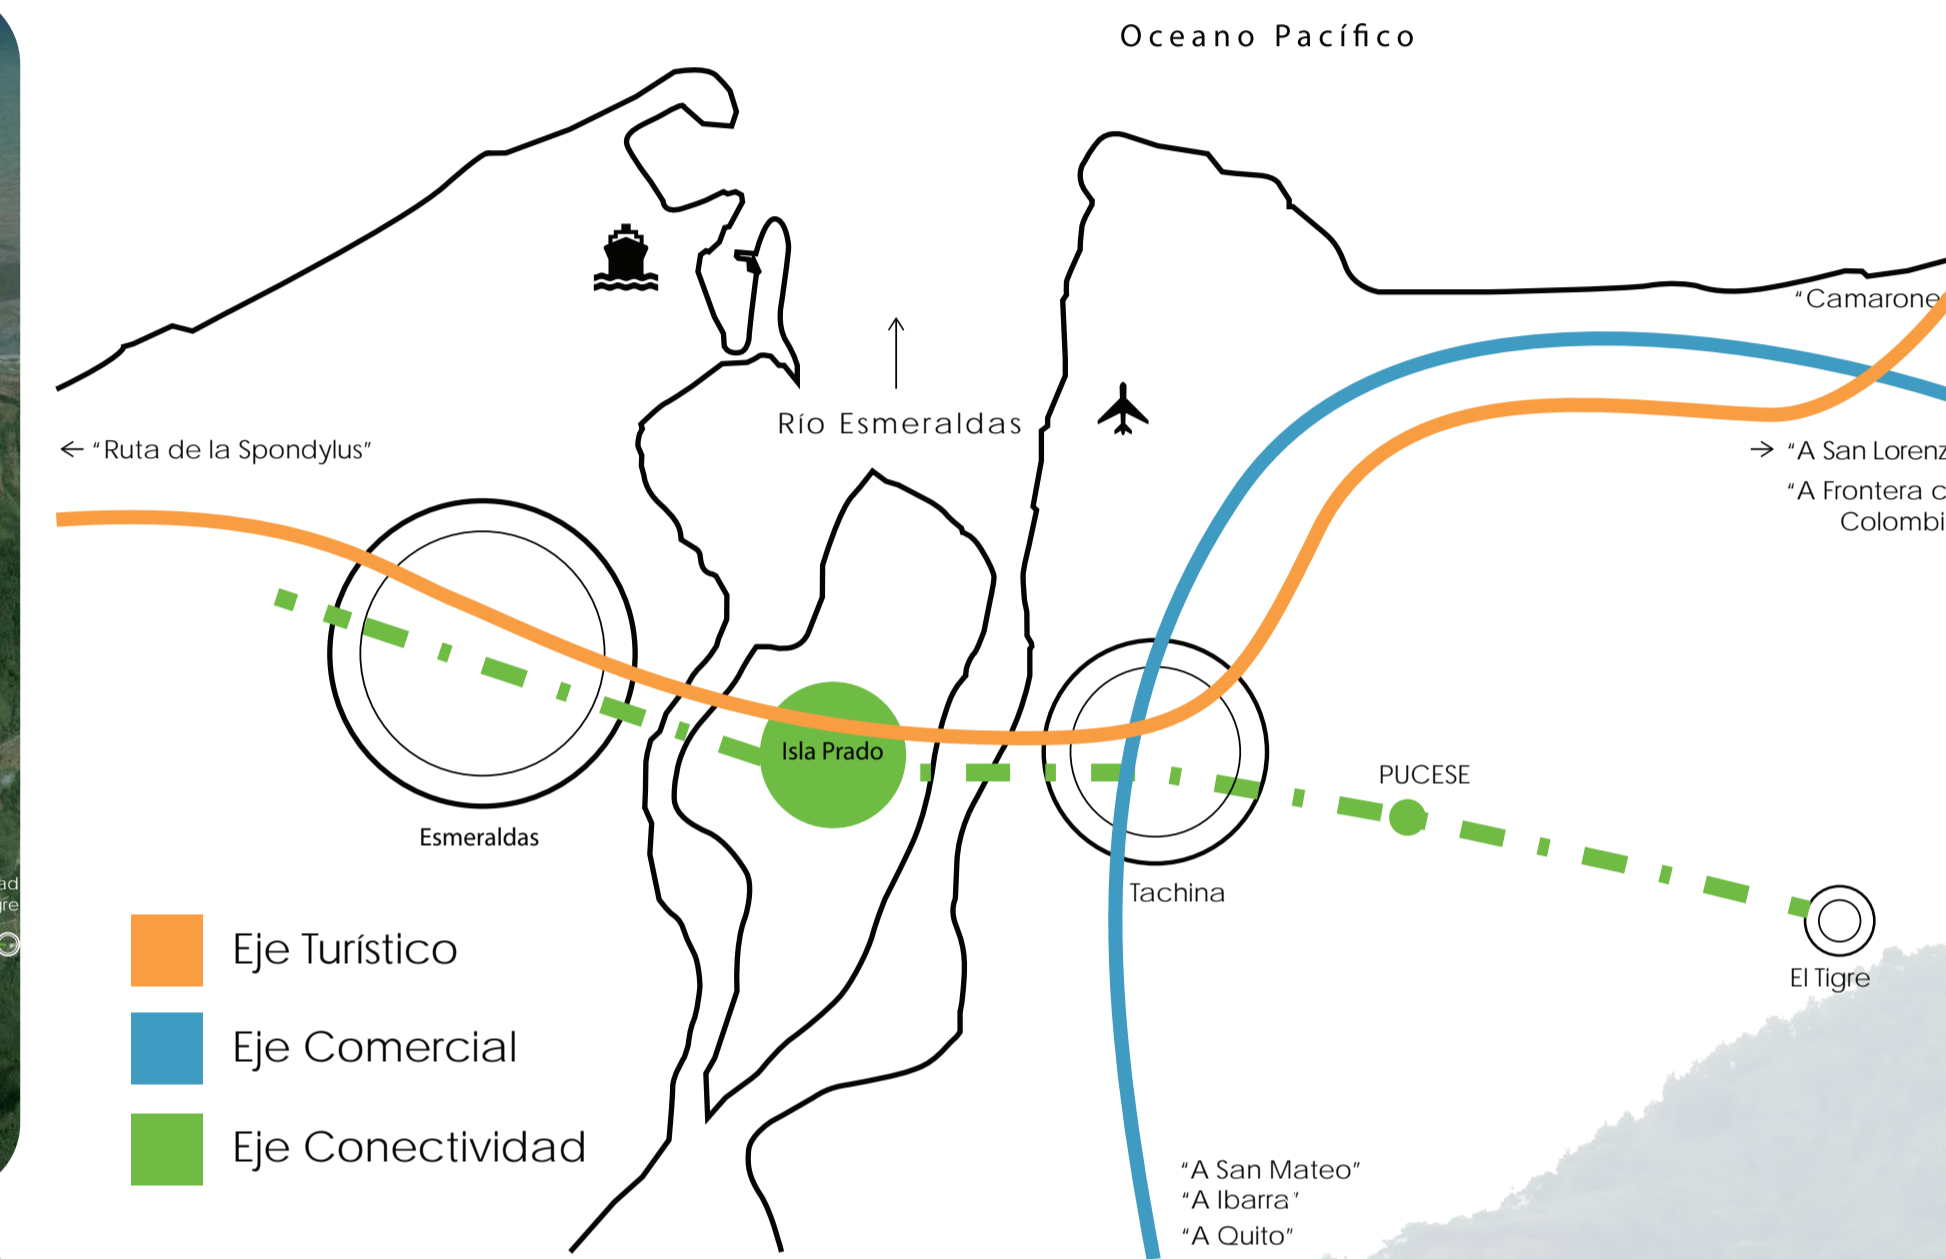 Oceano Pacífico
"Camarone
Río Esmeraldas
← "Ruta de la Spondylus"
→ "A San Lorenz
"A Frontera c
Colombi
Isla Prado
PUCESE
Esmeraldas
Tachina
El Tigre
Eje Turístico
Eje Comercial
Eje Conectividad
"A San Mateo"
"A Ibarra"
"A Quito"